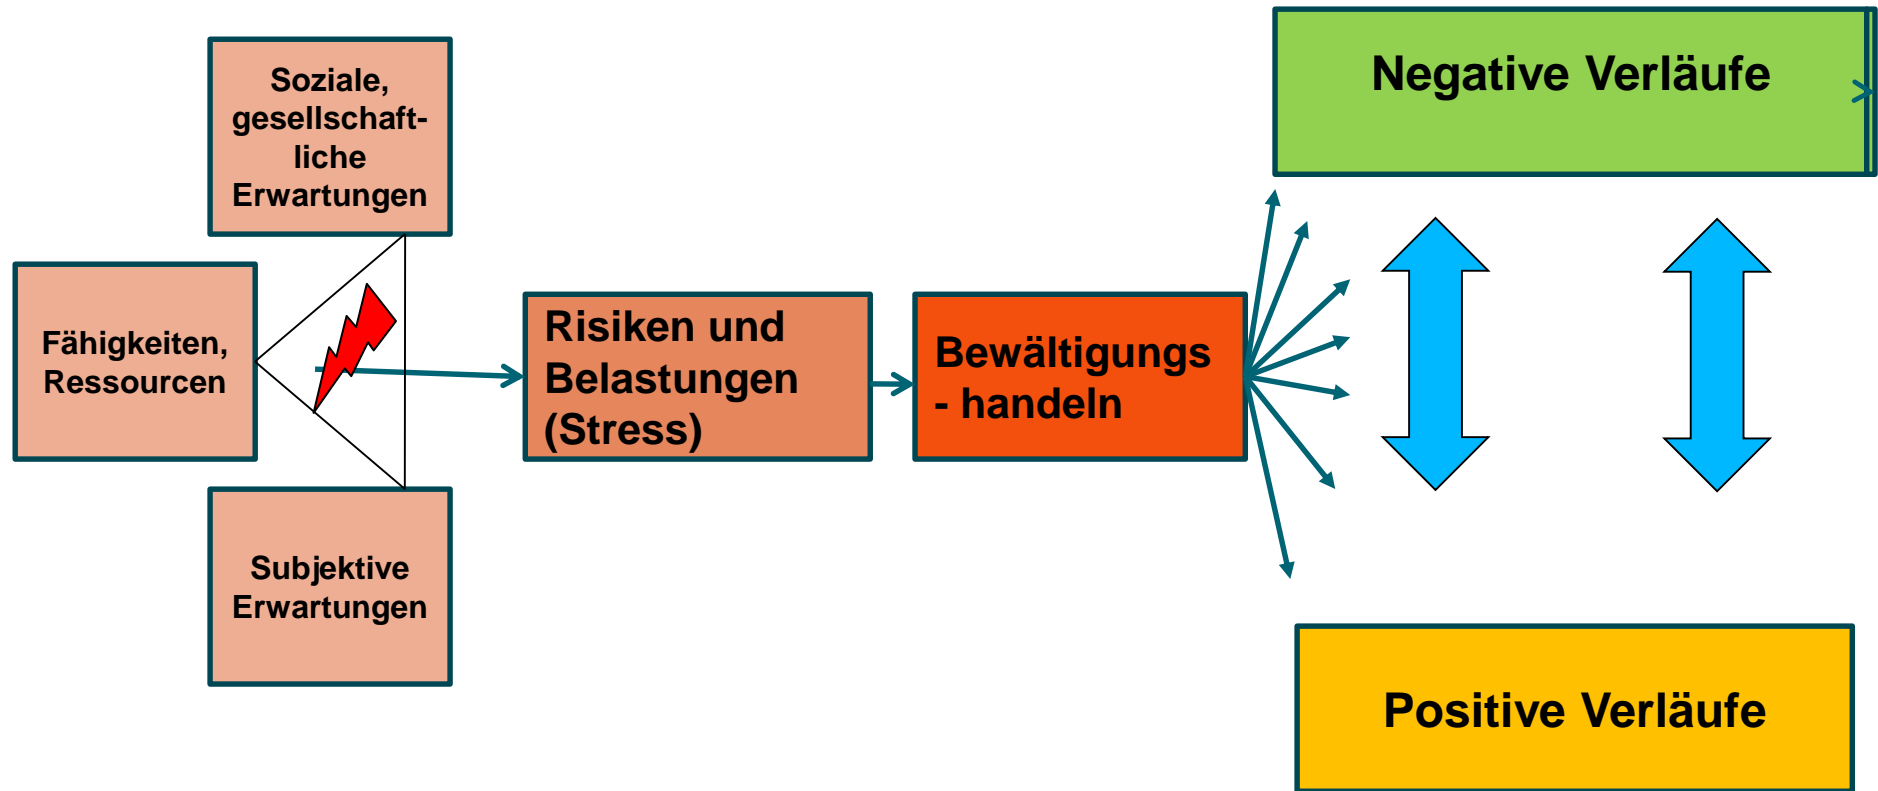 Soziale,
gesellschaft-
liche
Erwartungen
Fähigkeiten,
Ressourcen
Subjektive
Erwartungen
Risiken und
Belastungen
(Stress)
Bewältigungs
- handeln
Negative Verläufe
Positive Verläufe